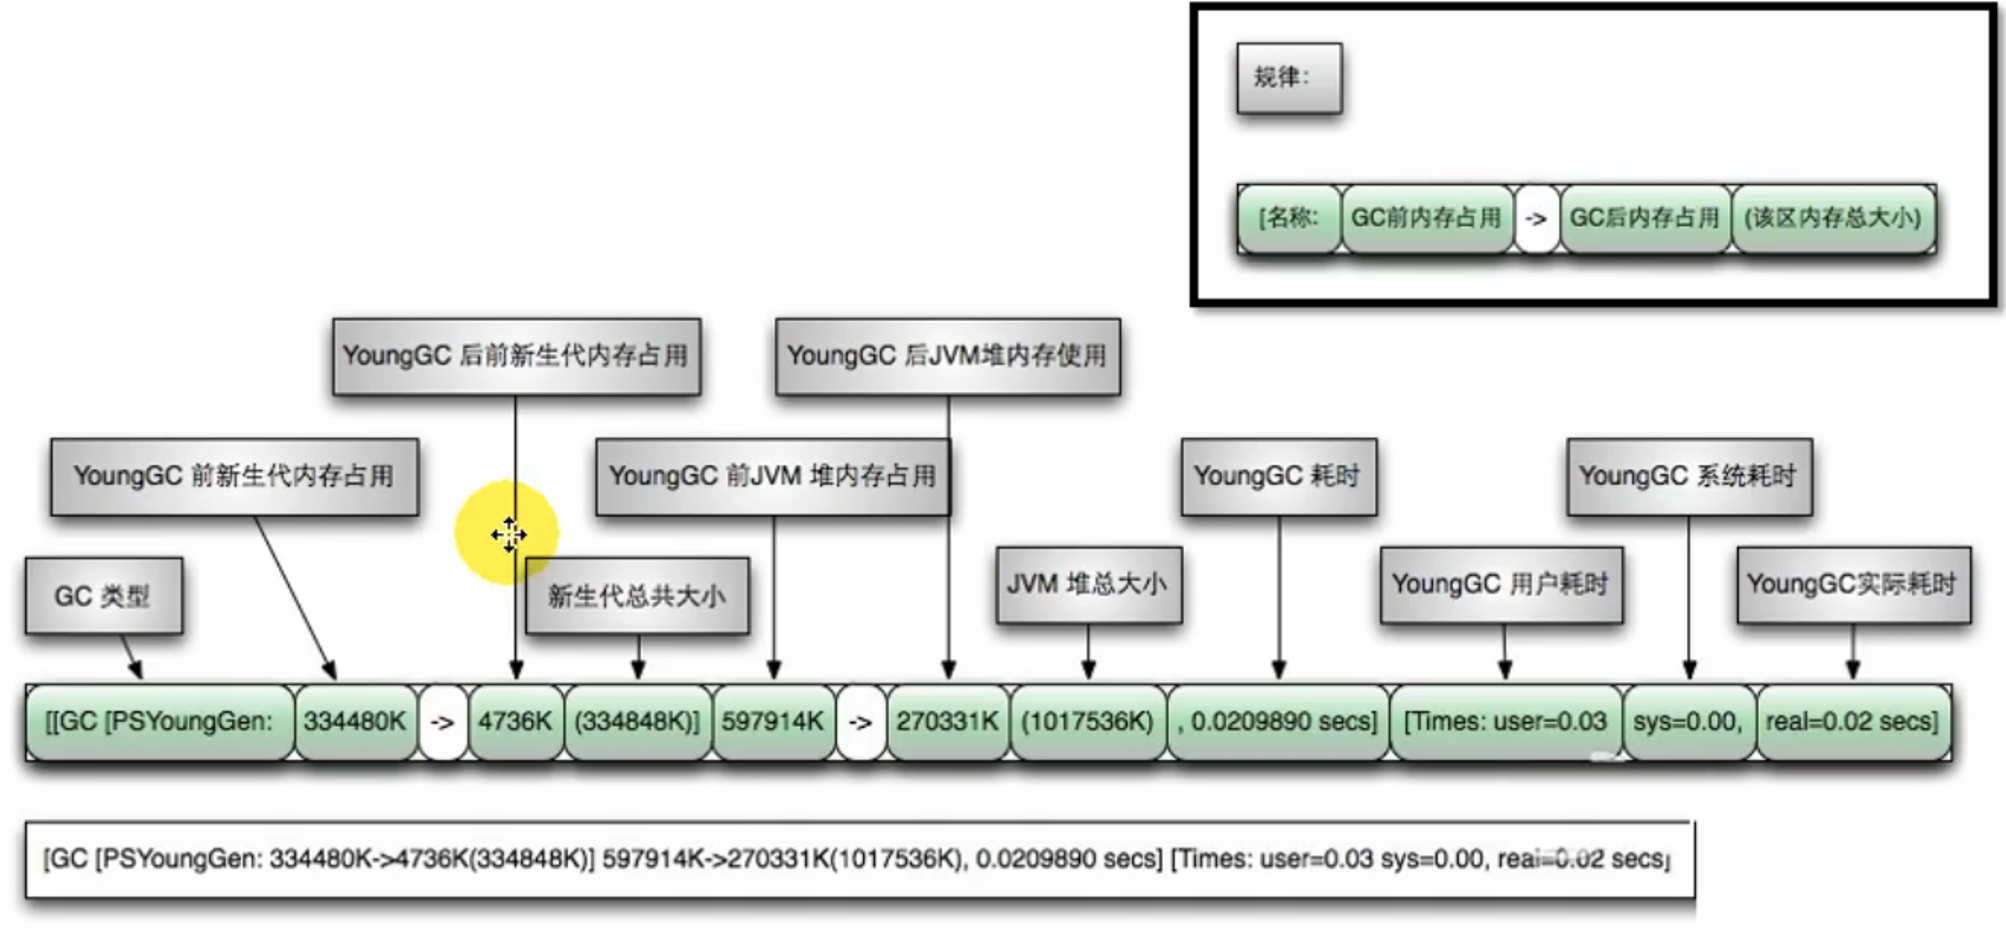 规律：
[名称: GC前内存占用 -> GC后内存占用 (该区内存总大小)
YoungGC 后前新生代内存占用
YoungGC 后JVM堆内存使用
YoungGC 前新生代内存占用
YoungGC 前JVM 堆内存占用
YoungGC 耗时
YoungGC 系统耗时
GC 类型
新生代总共大小
JVM 堆总大小
YoungGC 用户耗时
YoungGC实际耗时
[[GC [PSYoungGen: 334480K -> 4736K (334848K)] 597914K -> 270331K (1017536K) , 0.0209890 secs] [Times: user=0.03 sys=0.00, real=0.02 secs]
[GC [PSYoungGen: 334480K->4736K(334848K)] 597914K->270331K(1017536K), 0.0209890 secs] [Times: user=0.03 sys=0.00, real=0.02 secs]